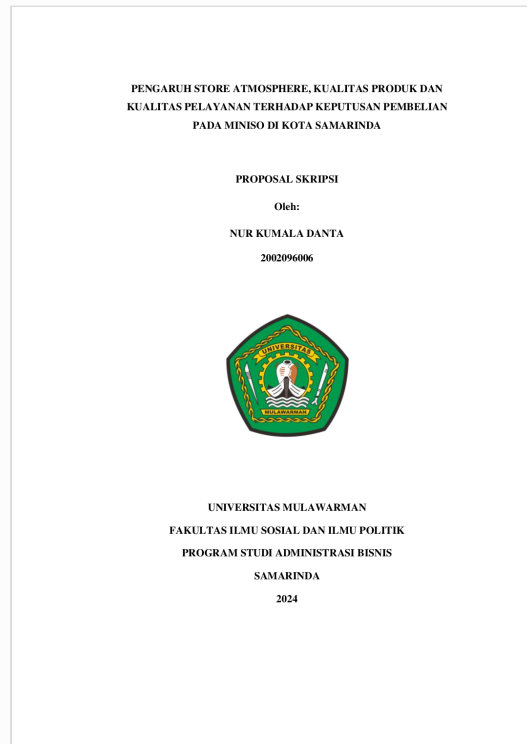 PENGARUH STORE ATMOSPHERE, KUALITAS PRODUK DAN
KUALITAS PELAYANAN TERHADAP KEPUTUSAN PEMBELIAN
PADA MINISO DI KOTA SAMARINDA
PROPOSAL SKRIPSI
Oleh:
NUR KUMALA DANTA
2002096006
UNIVERSITAS
MULAWARMAN
UNIVERSITAS MULAWARMAN
FAKULTAS ILMU SOSIAL DAN ILMU POLITIK
PROGRAM STUDI ADMINISTRASI BISNIS
SAMARINDA
2024